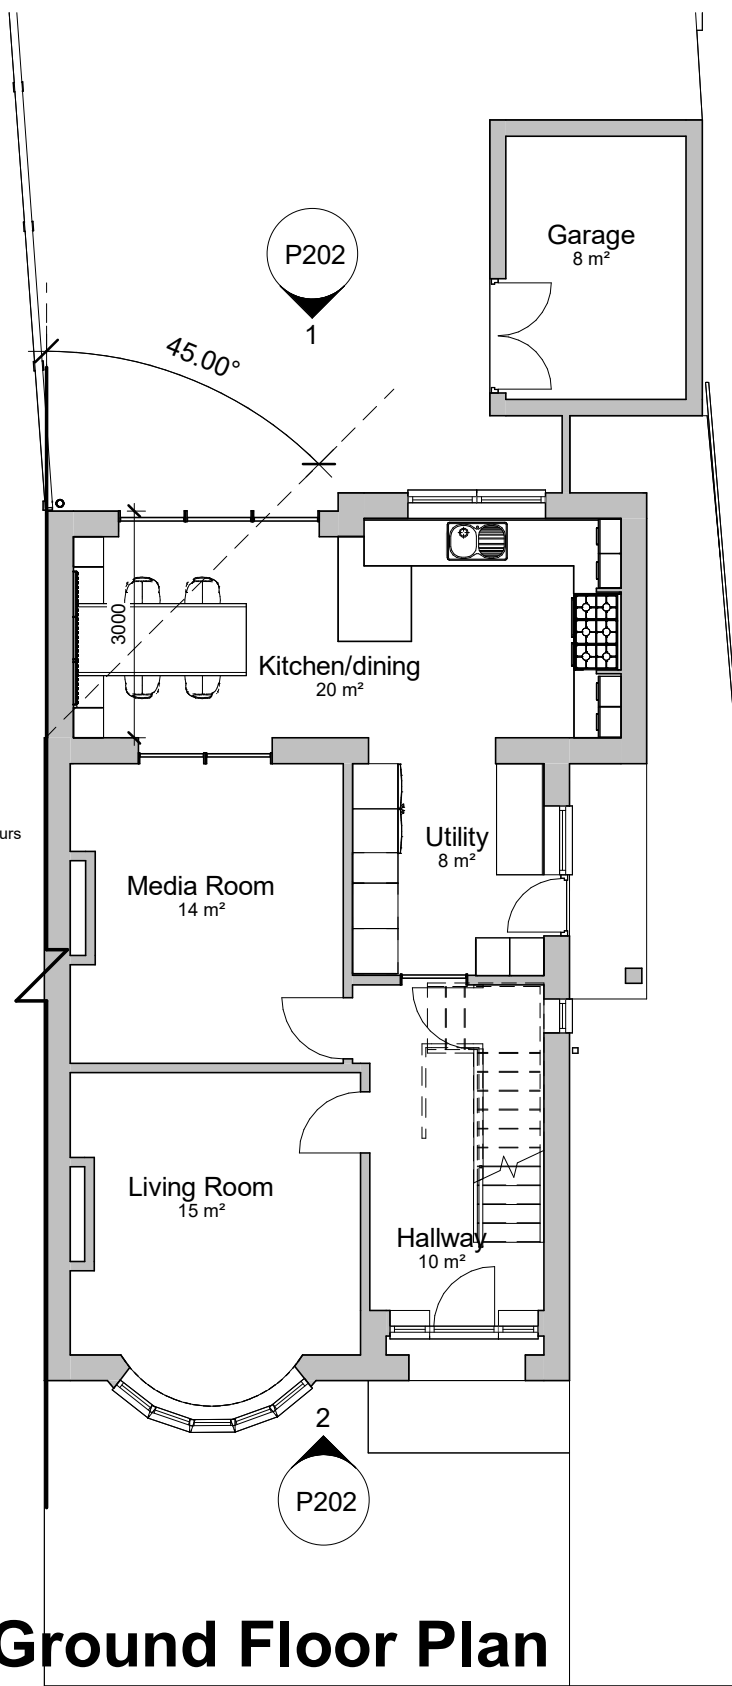 Garage
8 m²
P202
1
45.00°
3000
Kitchen/dining
20 m²
urs
Utility
8 m²
Media Room
14 m²
Living Room
15 m²
Hallway
10 m²
2
P202
Ground Floor Plan